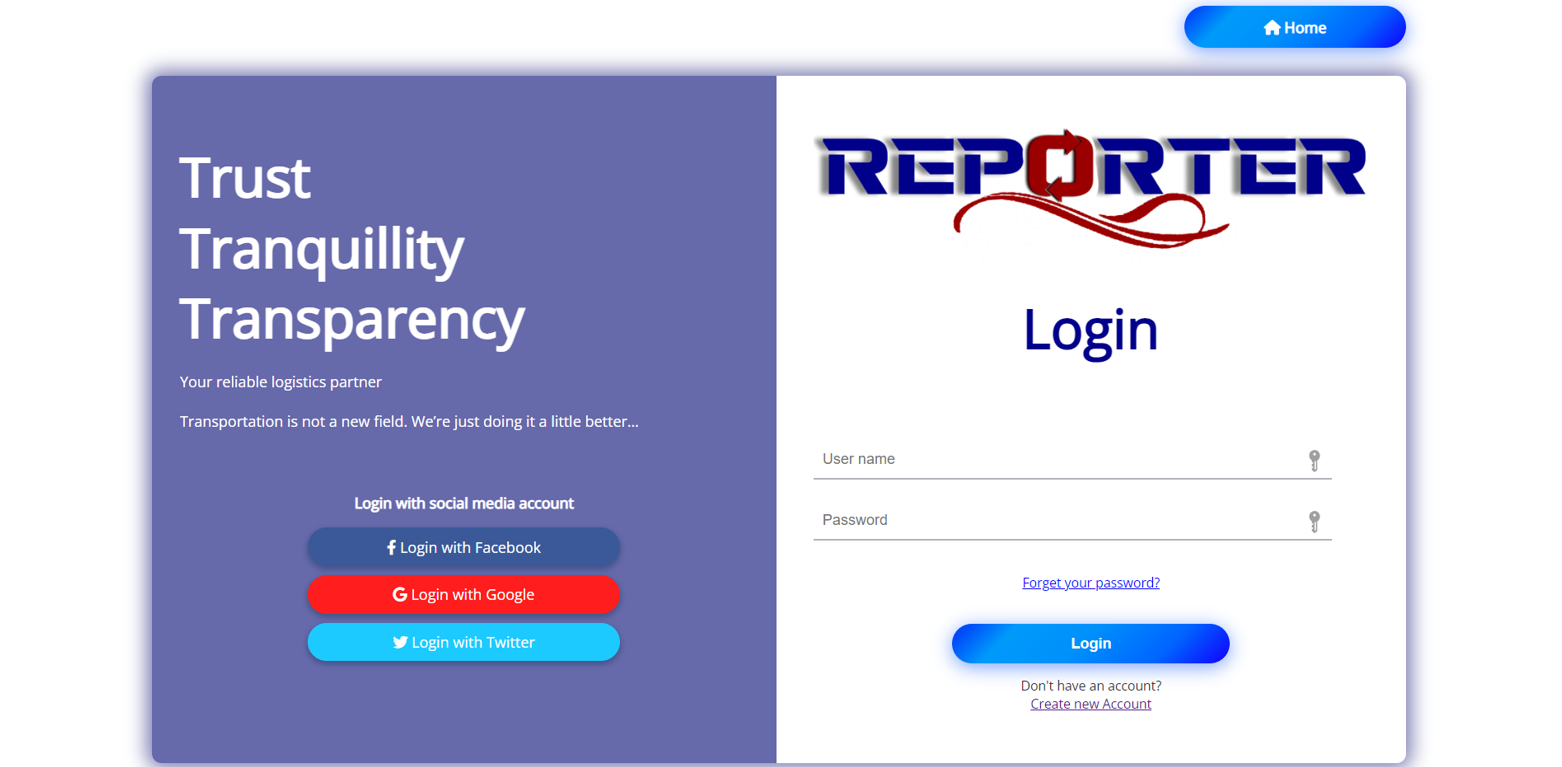 Home
Trust
Tranquillity
Transparency
Your reliable logistics partner
Transportation is not a new field. We’re just doing it a little better...
Login with social media account
Login with Facebook
Login with Google
Login with Twitter
REPORTER
Login
User name
Password
Forget your password?
Login
Don't have an account?
Create new Account